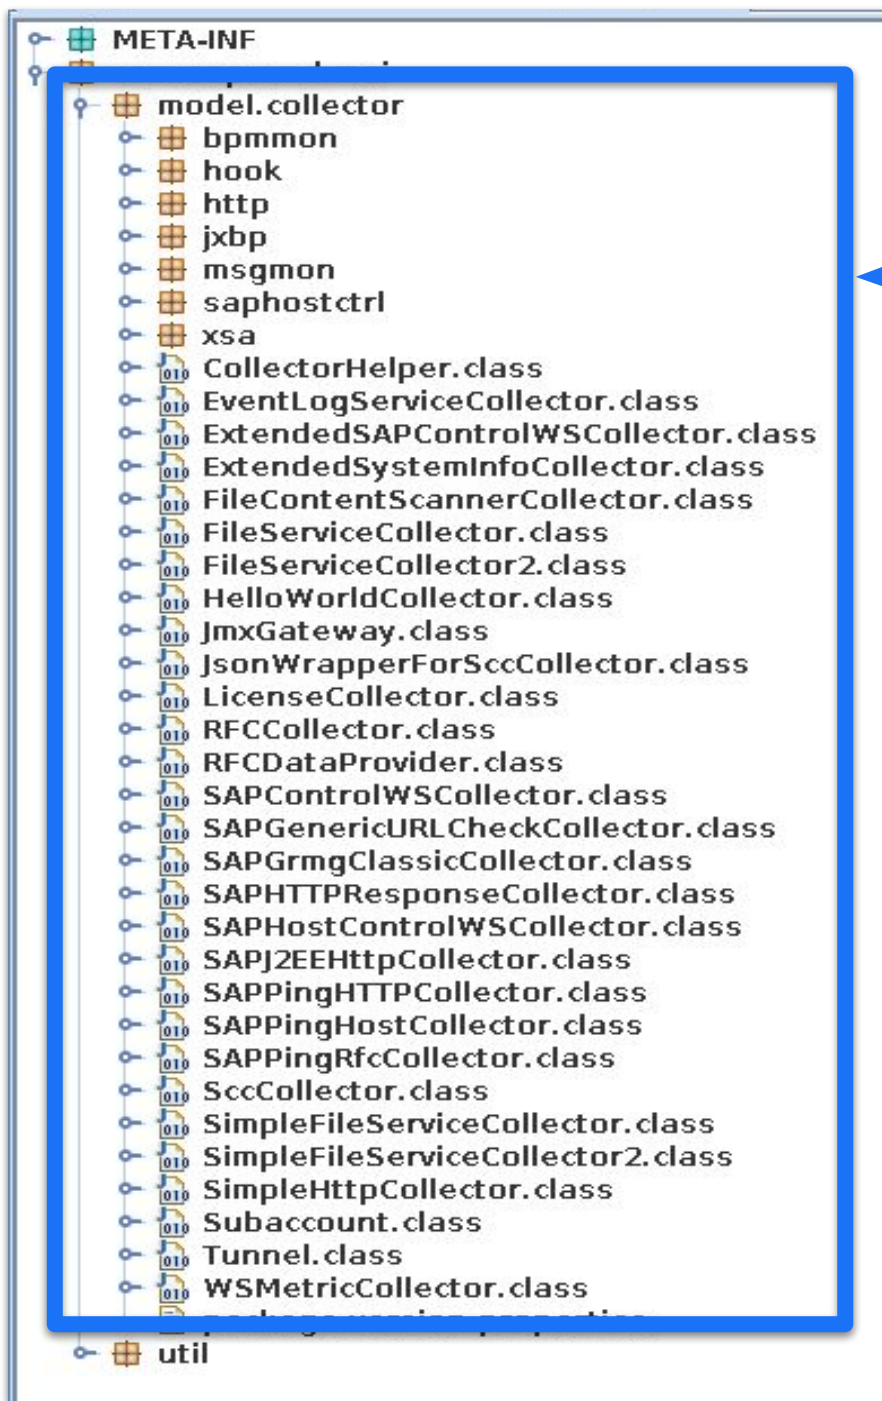 META-INF
model.collector
bpmmon
hook
http
jxbp
msgmon
saphostctrl
xsa
CollectorHelper.class
EventLogServiceCollector.class
ExtendedSAPControlWSCollector.class
ExtendedSystemInfoCollector.class
FileContentScannerCollector.class
FileServiceCollector.class
FileServiceCollector2.class
HelloWorldCollector.class
JmxGateway.class
JsonWrapperForSccCollector.class
LicenseCollector.class
RFCCollector.class
RFCDataProvider.class
SAPControlWSCollector.class
SAPGenericURLCheckCollector.class
SAPGrmgClassicCollector.class
SAPHTTPResponseCollector.class
SAPHostControlWSCollector.class
SAPJ2EEHttpCollector.class
SAPPingHTTPCollector.class
SAPPingHostCollector.class
SAPPingRfcCollector.class
SccCollector.class
SimpleFileServiceCollector.class
SimpleFileServiceCollector2.class
SimpleHttpCollector.class
Subaccount.class
Tunnel.class
WSMetricCollector.class
util